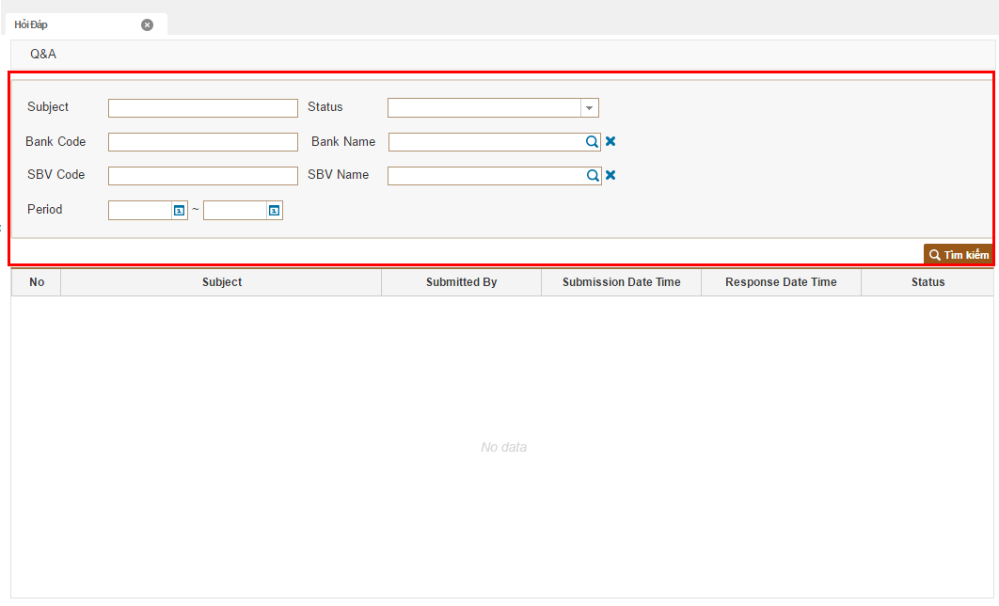 Hỏi Đáp
Q&A
Subject Status
Bank Code Bank Name
SBV Code SBV Name
Period ~
Tìm kiếm
No Subject Submitted By Submission Date Time Response Date Time Status
No data